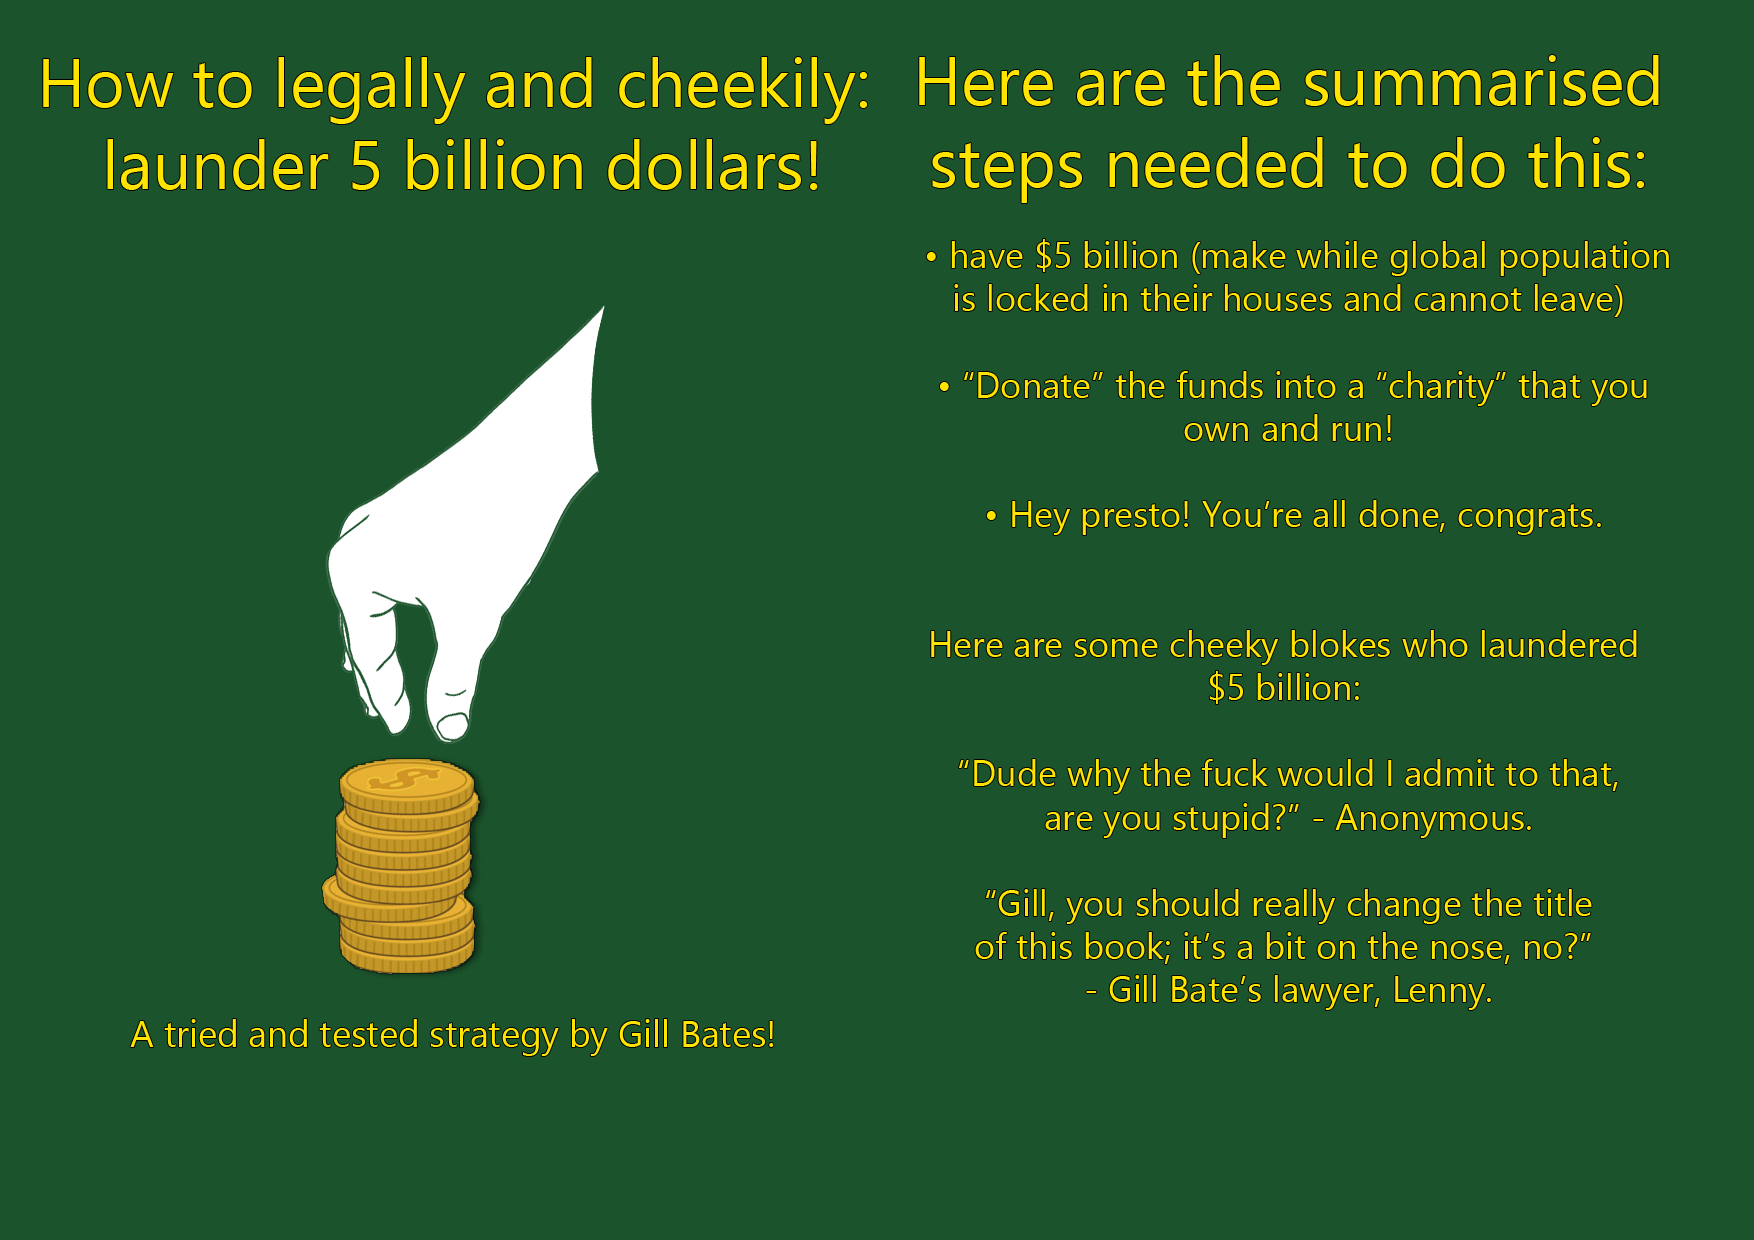 How to legally and cheekily:
launder 5 billion dollars!
A tried and tested strategy by Gill Bates!
Here are the summarised
steps needed to do this:
• have $5 billion (make while global population
is locked in their houses and cannot leave)
• “Donate” the funds into a “charity” that you
own and run!
• Hey presto! You’re all done, congrats.
Here are some cheeky blokes who laundered
$5 billion:
“Dude why the fuck would I admit to that,
are you stupid?” - Anonymous.
“Gill, you should really change the title
of this book; it’s a bit on the nose, no?”
- Gill Bate’s lawyer, Lenny.